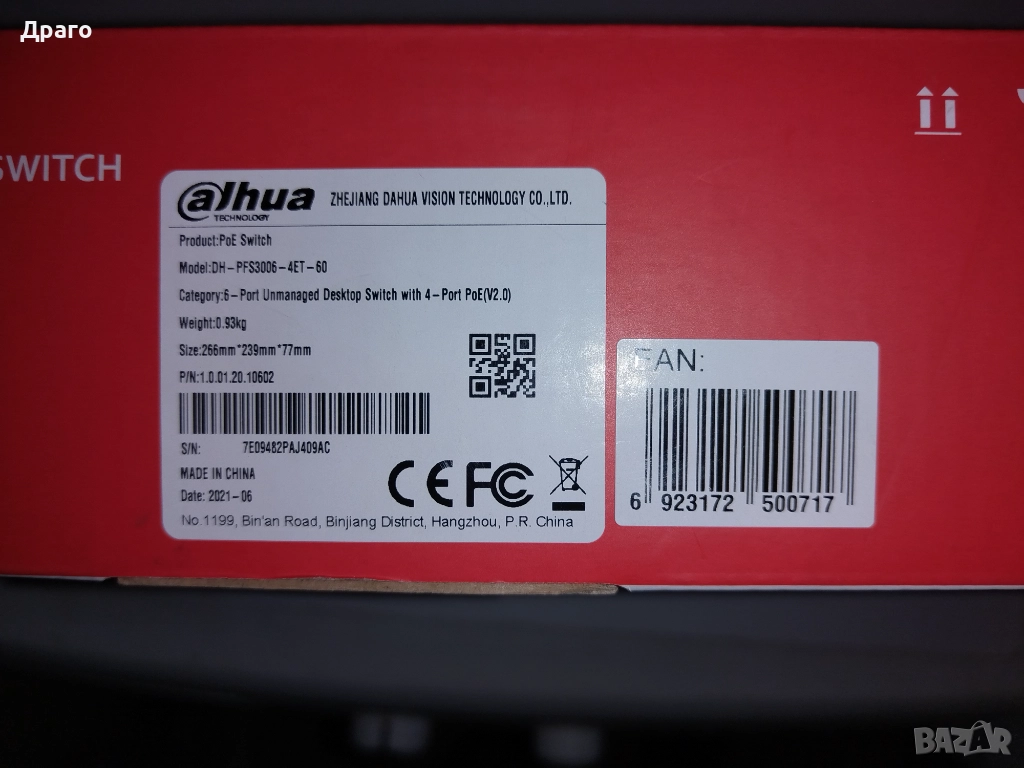 Драго
SWITCH
alhua
TECHNOLOGY
ZHEJIANG DAHUA VISION TECHNOLOGY CO.,LTD.
Product:PoE Switch
Model:DH-PFS3006-4ET-60
Category:6-Port Unmanaged Desktop Switch with 4-Port PoE(V2.0)
Weight:0.93kg
Size:266mm*239mm*77mm
P/N:1.0.01.20.10602
S/N: 7E09482PAJ409AC
MADE IN CHINA
Date: 2021-06
CE FC
No.1199, Bin'an Road, Binjiang District, Hangzhou, P.R. China
EAN:
6 923172 500717
BAZAR